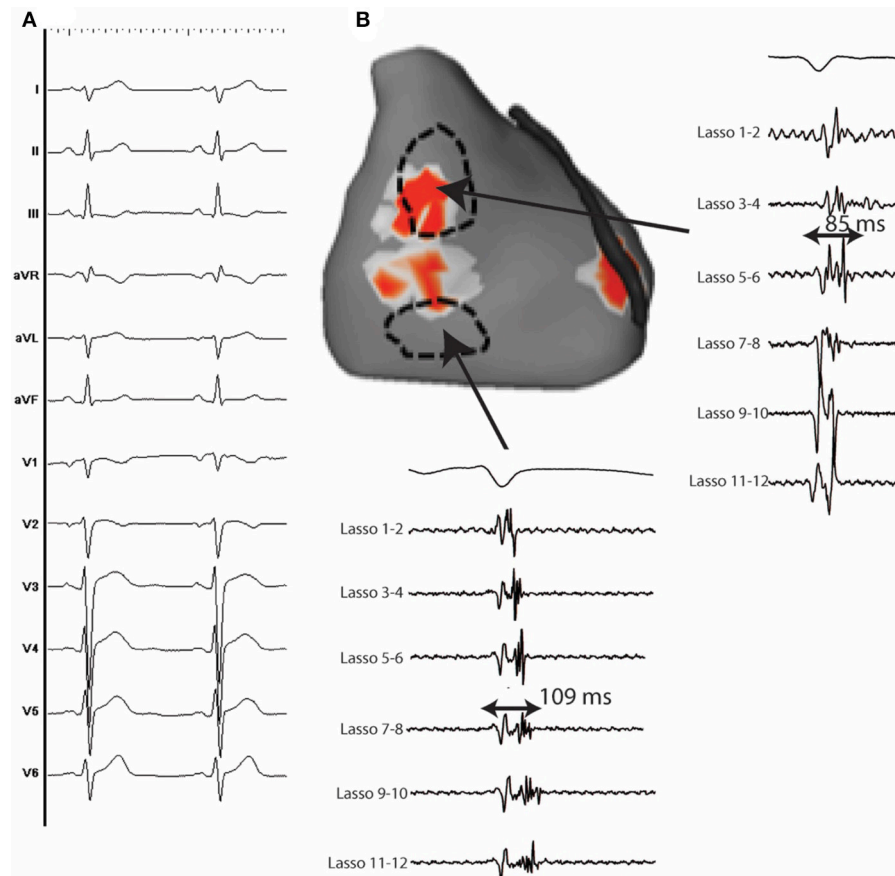 A
B
I
II
III
aVR
aVL
aVF
V1
V2
V3
V4
V5
V6
Lasso 1-2
Lasso 3-4
85 ms
Lasso 5-6
Lasso 7-8
Lasso 9-10
Lasso 11-12
Lasso 1-2
Lasso 3-4
Lasso 5-6
109 ms
Lasso 7-8
Lasso 9-10
Lasso 11-12